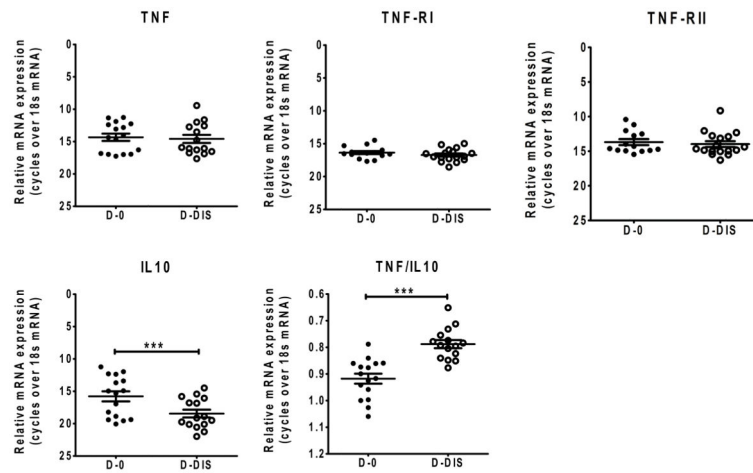 TNF
Relative mRNA expression
(cycles over 18s mRNA)
0
5
10
15
20
25
D-0
D-DIS
TNF-RI
Relative mRNA expression
(cycles over 18s mRNA)
0
5
10
15
20
25
D-0
D-DIS
TNF-RII
Relative mRNA expression
(cycles over 18s mRNA)
0
5
10
15
20
25
D-0
D-DIS
IL10
Relative mRNA expression
(cycles over 18s mRNA)
0
5
10
15
20
25
***
D-0
D-DIS
TNF/IL10
Relative mRNA expression
(cycles over 18s mRNA)
0.6
0.7
0.8
0.9
1.0
1.1
1.2
***
D-0
D-DIS